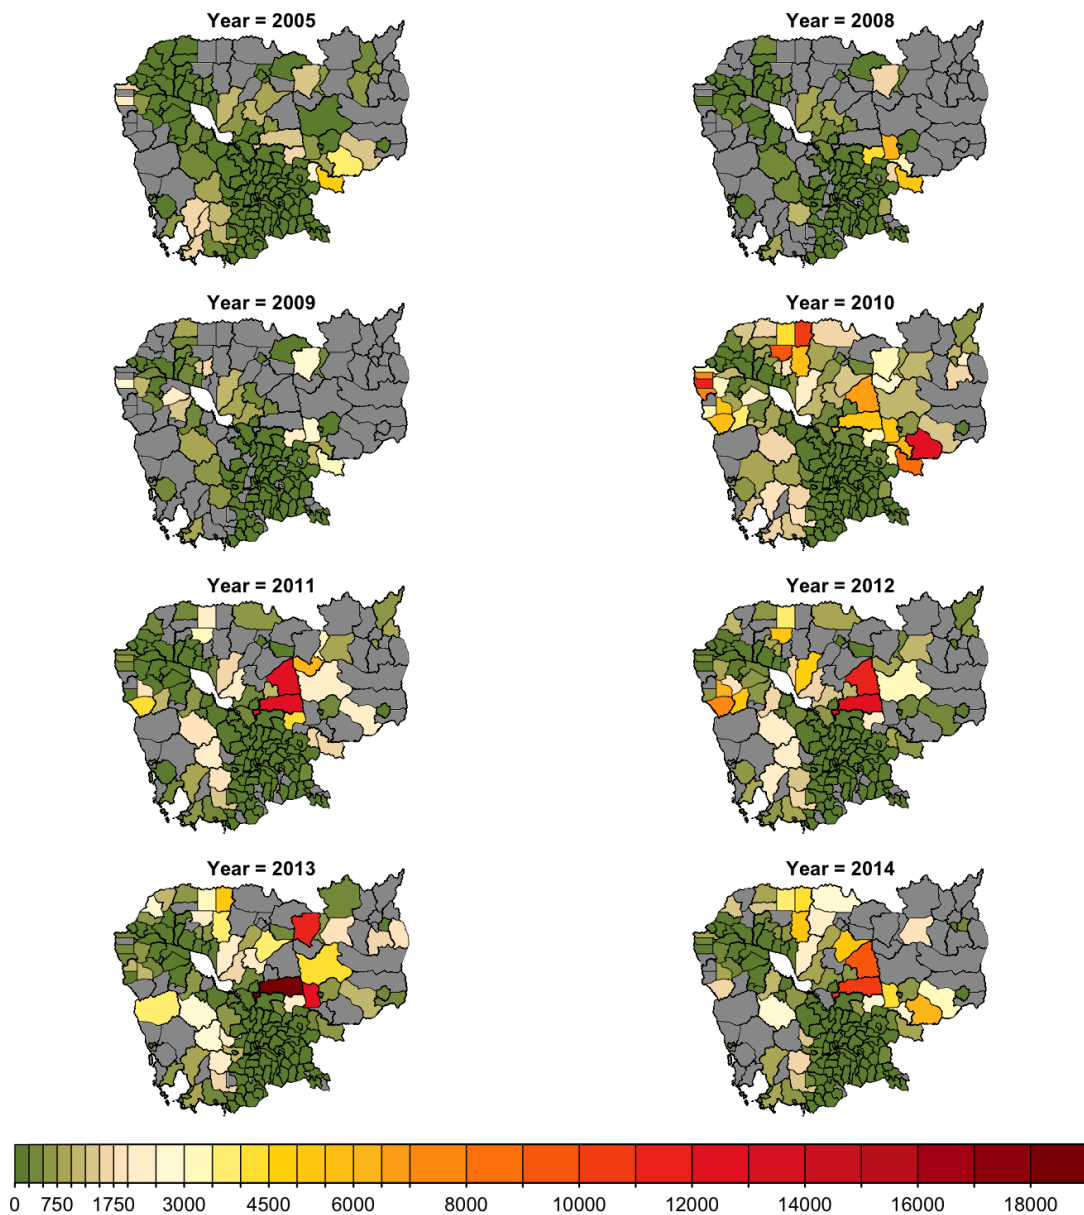 Year = 2005 Year = 2008
Year = 2009 Year = 2010
Year = 2011 Year = 2012
Year = 2013 Year = 2014
0 750 1750 3000 4500 6000 8000 10000 12000 14000 16000 18000